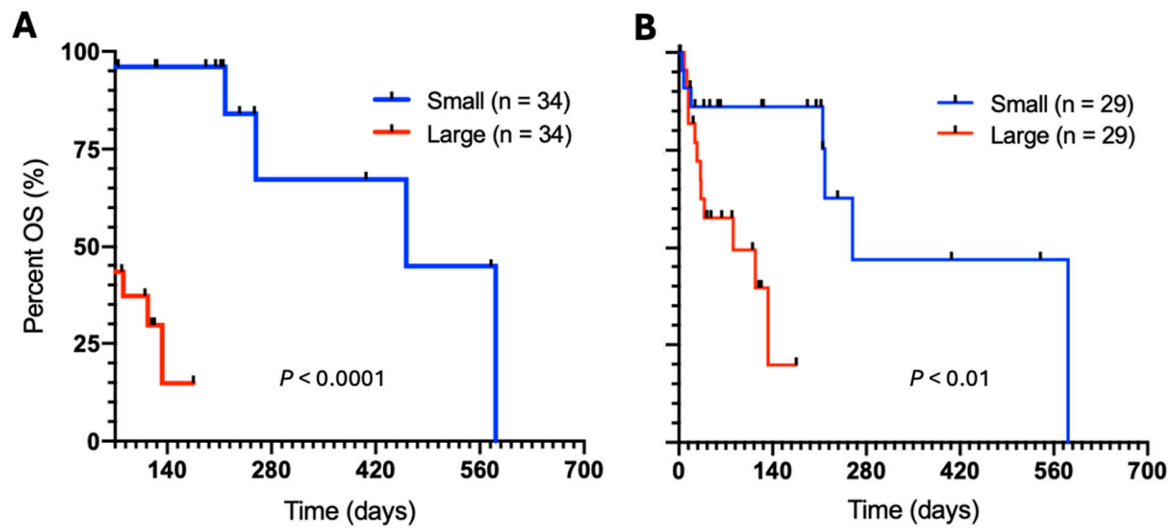 A
100
75
50
25
0
Percent OS (%)
Small (n = 34)
Large (n = 34)
P < 0.0001
140 280 420 560 700
Time (days)
B
Small (n = 29)
Large (n = 29)
P < 0.01
0 140 280 420 560 700
Time (days)